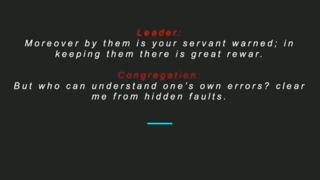 Leader:
Moreover by them is your servant warned; in
keeping them there is great rewar.
Congregation:
But who can understand one's own errors? clear
me from hidden faults.